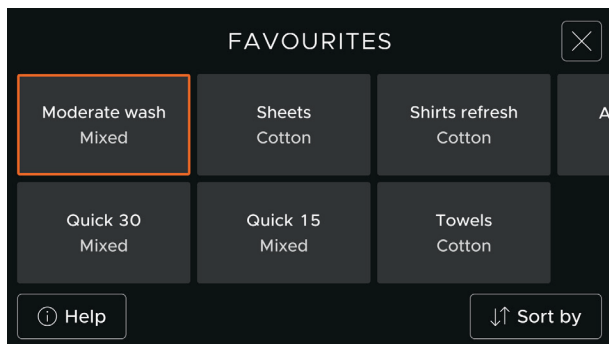 FAVOURITES
Moderate wash
Mixed
Sheets
Cotton
Shirts refresh
Cotton
Quick 30
Mixed
Quick 15
Mixed
Towels
Cotton
Help
Sort by